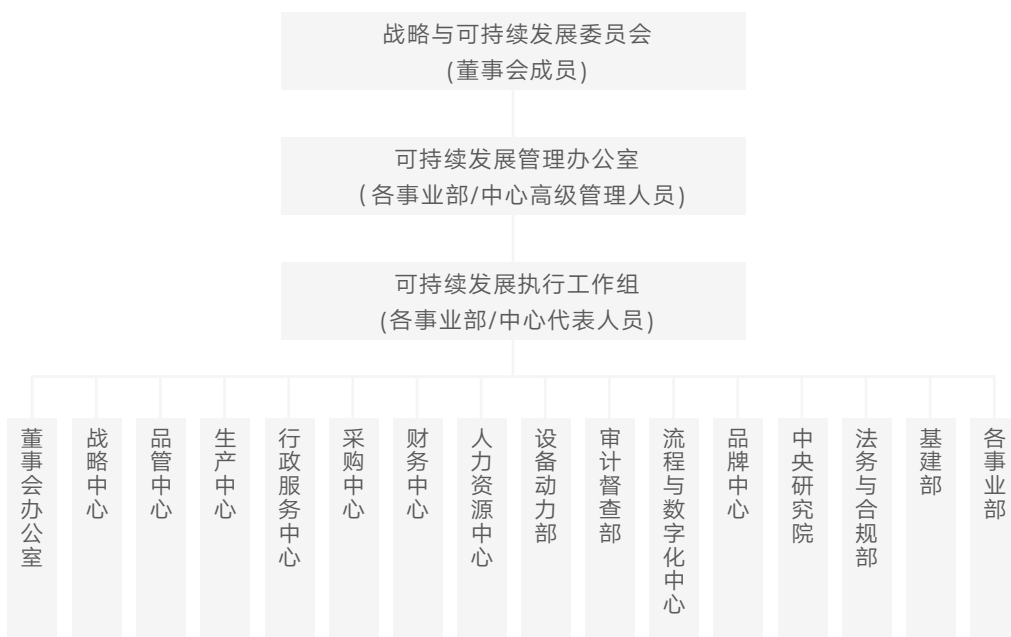 战略与可持续发展委员会
(董事会成员)
可持续发展管理办公室
(各事业部/中心高级管理人员)
可持续发展执行工作组
(各事业部/中心代表人员)
董事会办公室
战略中心
品管中心
生产中心
行政服务中心
采购中心
财务中心
人力资源中心
设备动力部
审计督查部
流程与数字化中心
品牌中心
中央研究院
法务与合规部
基建部
各事业部